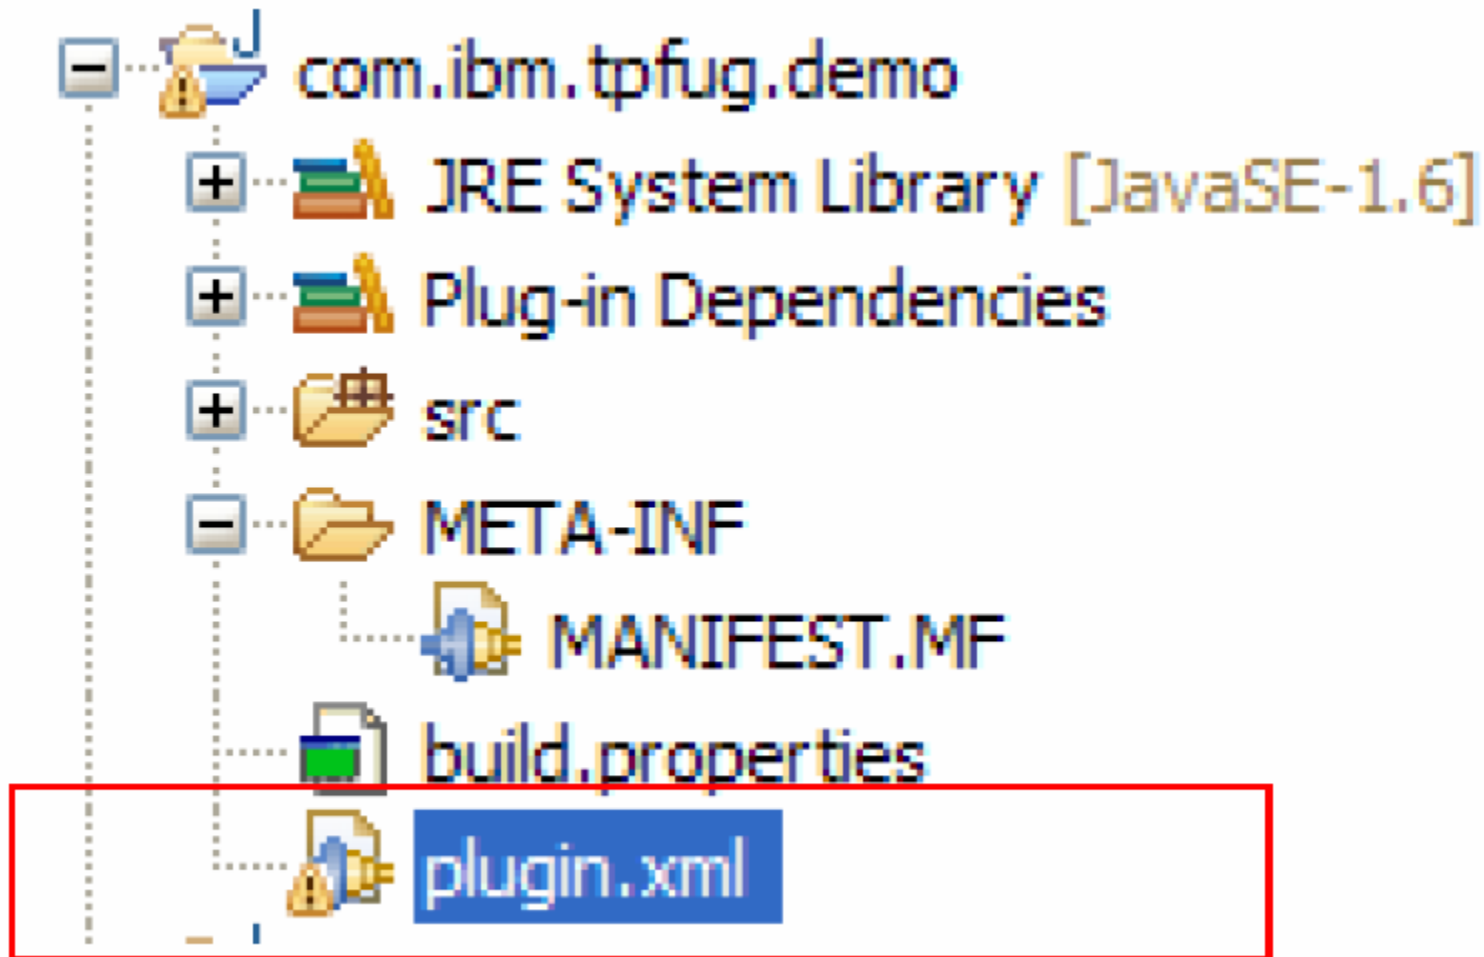 com.ibm.tpfug.demo
JRE System Library [JavaSE-1.6]
Plug-in Dependencies
src
META-INF
MANIFEST.MF
build.properties
plugin.xml